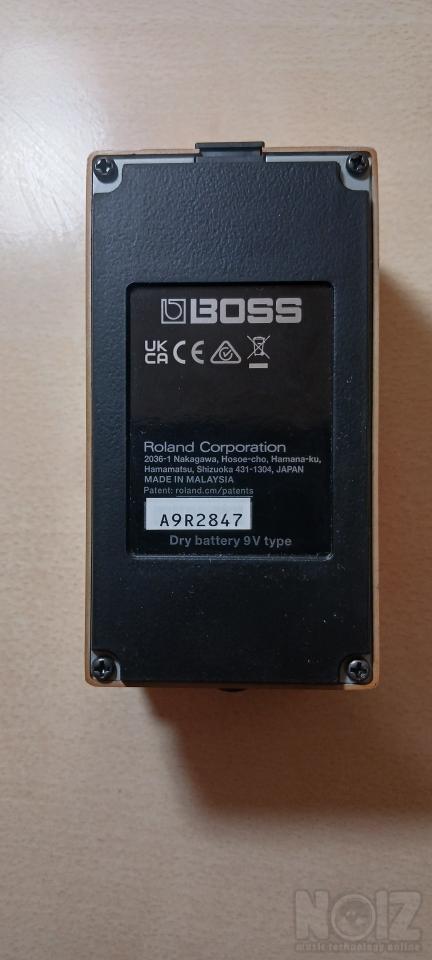 BOSS
UK
CA CE
Roland Corporation
2036-1 Nakagawa, Hosoe-cho, Hamana-ku,
Hamamatsu, Shizuoka 431-1304, JAPAN
MADE IN MALAYSIA
Patent: roland.cm/patents
A9R2847
Dry battery 9V type
NOIZ
music technology online